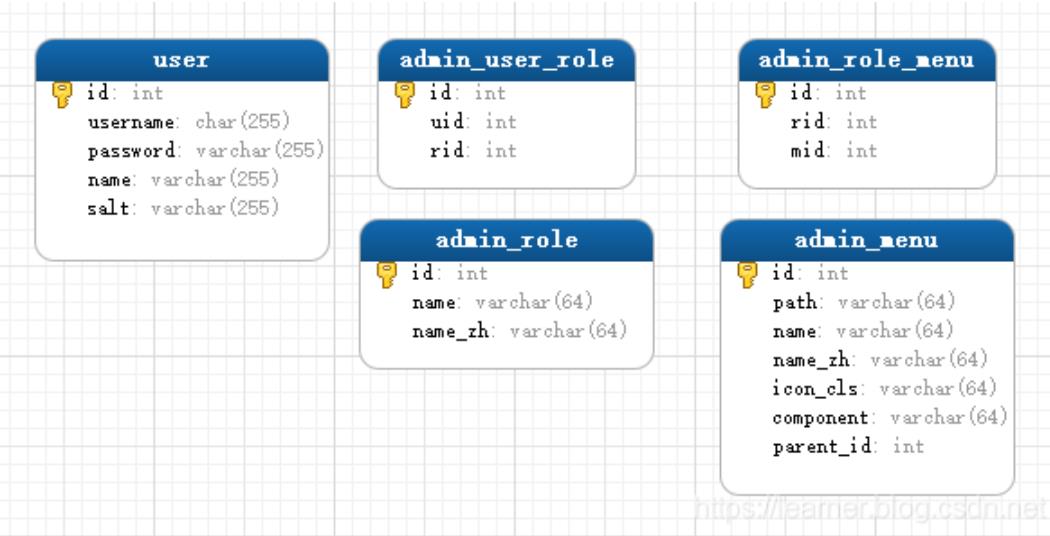 user
id: int
username: char(255)
password: varchar(255)
name: varchar(255)
salt: varchar(255)
admin_user_role
id: int
uid: int
rid: int
admin_role_menu
id: int
rid: int
mid: int
admin_role
id: int
name: varchar(64)
name_zh: varchar(64)
admin_menu
id: int
path: varchar(64)
name: varchar(64)
name_zh: varchar(64)
icon_cls: varchar(64)
component: varchar(64)
parent_id: int
https://learner.blog.csdn.net